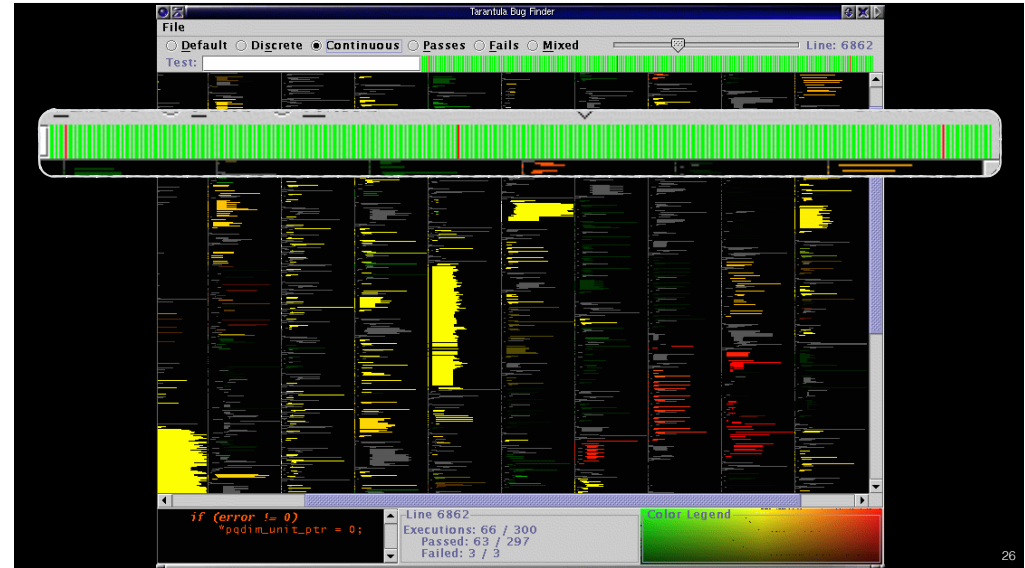 Tarantula Bug Finder
File
Default Discrete Continuous Passes Fails Mixed Line: 6862
Test:
if (error != 0)
*pqdim_unit_ptr = 0;
Line 6862
Executions: 66 / 300
Passed: 63 / 297
Failed: 3 / 3
Color Legend
26